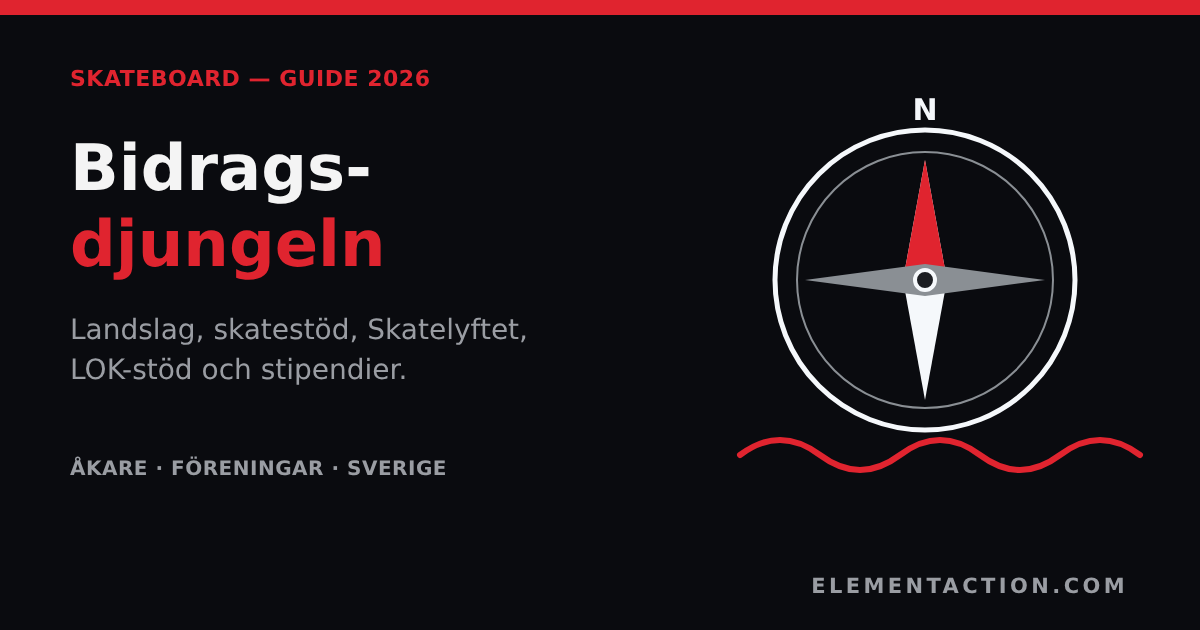 SKATEBOARD — GUIDE 2026
Bidrags-
djungeln
Landslag, skatestöd, Skatelyftet,
LOK-stöd och stipendier.
ÅKARE · FÖRENINGAR · SVERIGE
N
ELEMENTACTION.COM